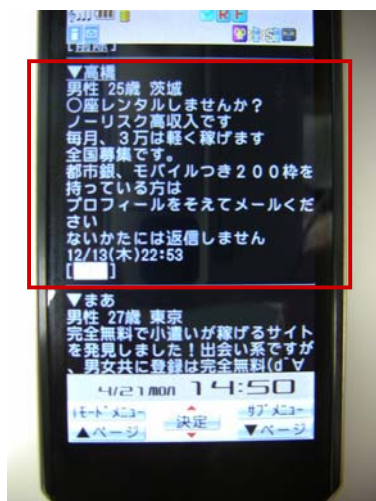 ▼高橋
男性 25歳 茨城
〇座レンタルしませんか？
ノーリスク高収入です
毎月、３万は軽く稼げます
全国募集です。
都市銀、モバイルつき２００枠を
持っている方は
プロフィールをそえてメールくだ
さい
ないかたには返信しません
12/13(木)22:53
[ ]
▼まあ
男性 27歳 東京
完全無料で小遣いが稼げるサイト
を発見しました！出会い系ですが
、男女共に登録は完全無料(d゚∀
4/21 MON 14:50
iモードメニュー 決定 サブメニュー
▲ページ ▼ページ